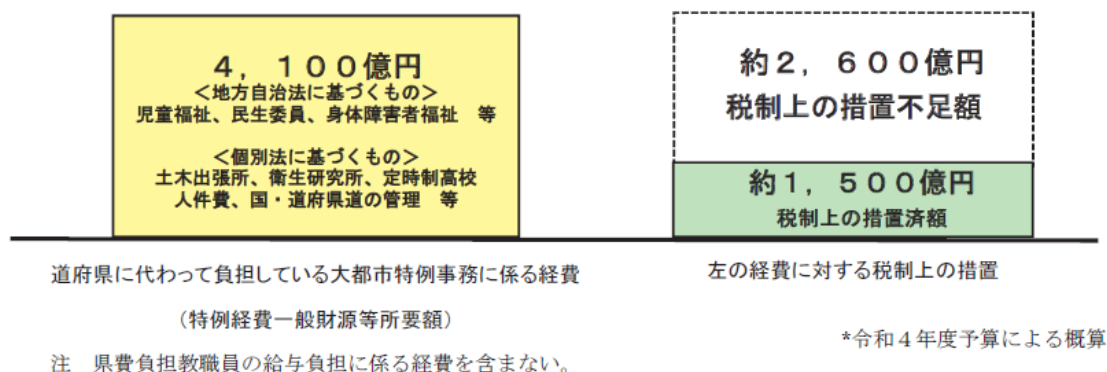 ４，１００億円
＜地方自治法に基づくもの＞
児童福祉、民生委員、身体障害者福祉　等
＜個別法に基づくもの＞
土木出張所、衛生研究所、定時制高校
人件費、国・道府県道の管理　等
約２，６００億円
税制上の措置不足額
約１，５００億円
税制上の措置済額
道府県に代わって負担している大都市特例事務に係る経費
（特例経費一般財源等所要額）
左の経費に対する税制上の措置
*令和４年度予算による概算
注　県費負担教職員の給与負担に係る経費を含まない。